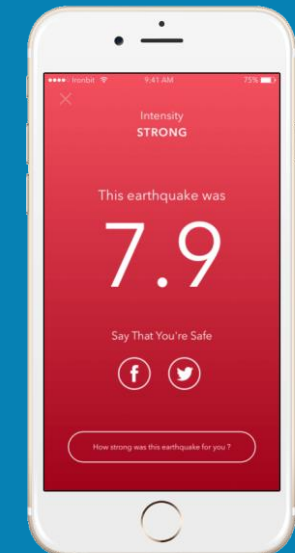 Ironbit 9:41 AM 75%
Intensity
STRONG
This earthquake was
7.9
Say That You're Safe
f
How strong was this earthquake for you ?